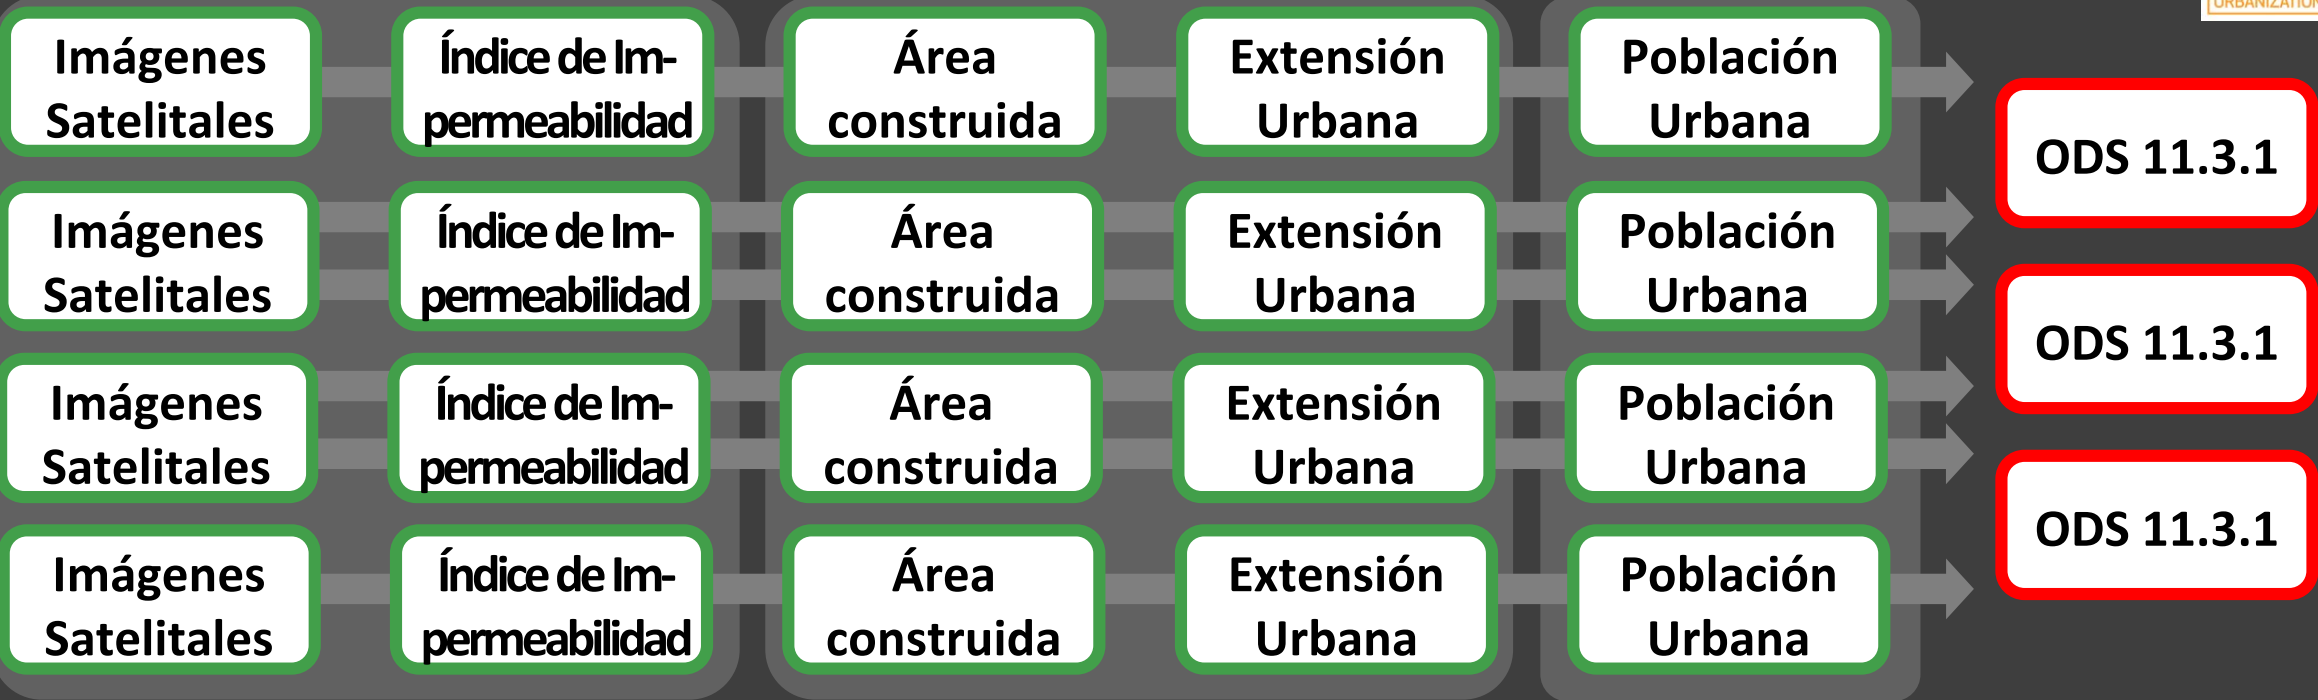 URBANIZATION
Imágenes
Satelitales
Índice de Im-
permeabilidad
Área
construida
Extensión
Urbana
Población
Urbana
ODS 11.3.1
Imágenes
Satelitales
Índice de Im-
permeabilidad
Área
construida
Extensión
Urbana
Población
Urbana
ODS 11.3.1
Imágenes
Satelitales
Índice de Im-
permeabilidad
Área
construida
Extensión
Urbana
Población
Urbana
ODS 11.3.1
Imágenes
Satelitales
Índice de Im-
permeabilidad
Área
construida
Extensión
Urbana
Población
Urbana